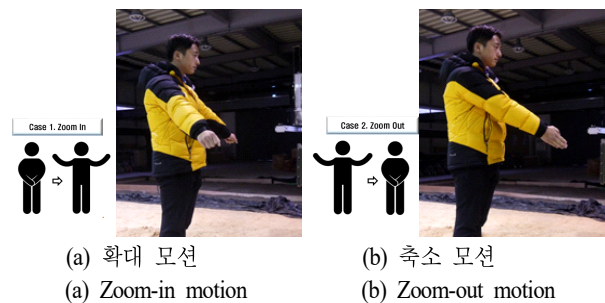 Case 1. Zoom In
Case 2. Zoom Out
(a) 확대 모션
(b) 축소 모션
(a) Zoom-in motion
(b) Zoom-out motion